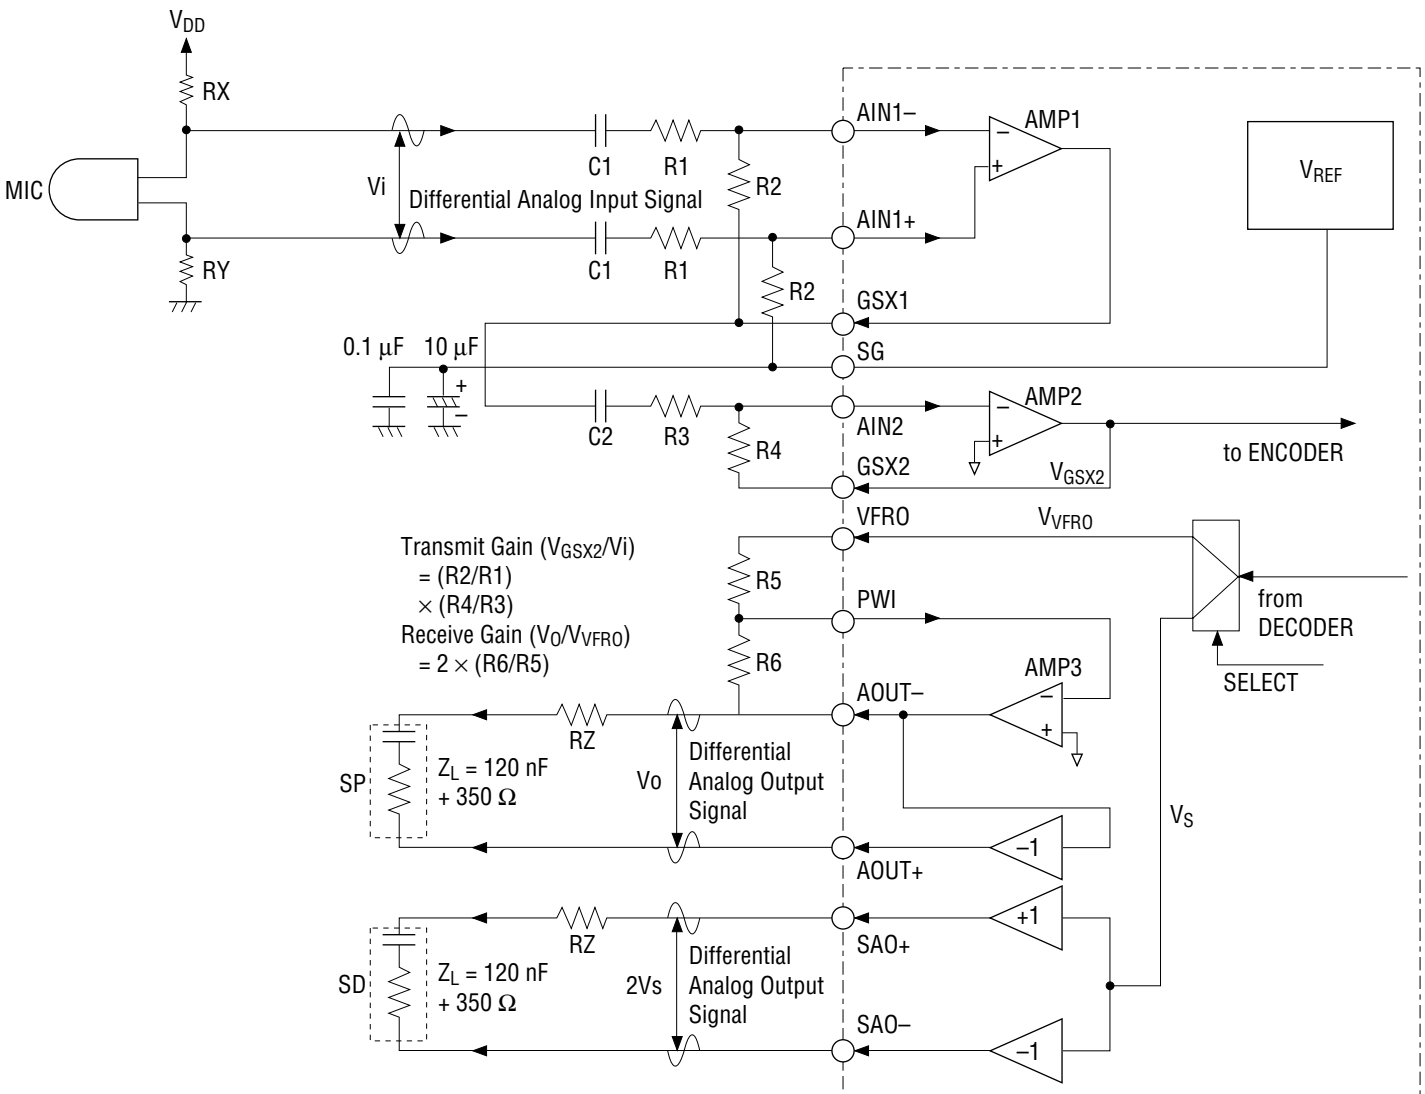 VDD
RX
MIC
RY
Vi
Differential Analog Input Signal
C1
R1
R2
C1
R1
R2
AIN1–
AMP1
–
+
AIN1+
VREF
GSX1
SG
0.1 μF
10 μF
+
–
C2
R3
R4
AIN2
AMP2
–
+
GSX2
VGSX2
to ENCODER
VFRO
VVFRO
Transmit Gain (VGSX2/Vi)
= (R2/R1)
× (R4/R3)
Receive Gain (VO/VVFRO)
= 2 × (R6/R5)
R5
PWI
R6
from
DECODER
SELECT
AMP3
–
+
AOUT–
RZ
SP
ZL = 120 nF
+ 350 Ω
Vo
Differential
Analog Output
Signal
–1
AOUT+
VS
+1
SAO+
RZ
SD
ZL = 120 nF
+ 350 Ω
2Vs
Differential
Analog Output
Signal
SAO–
–1